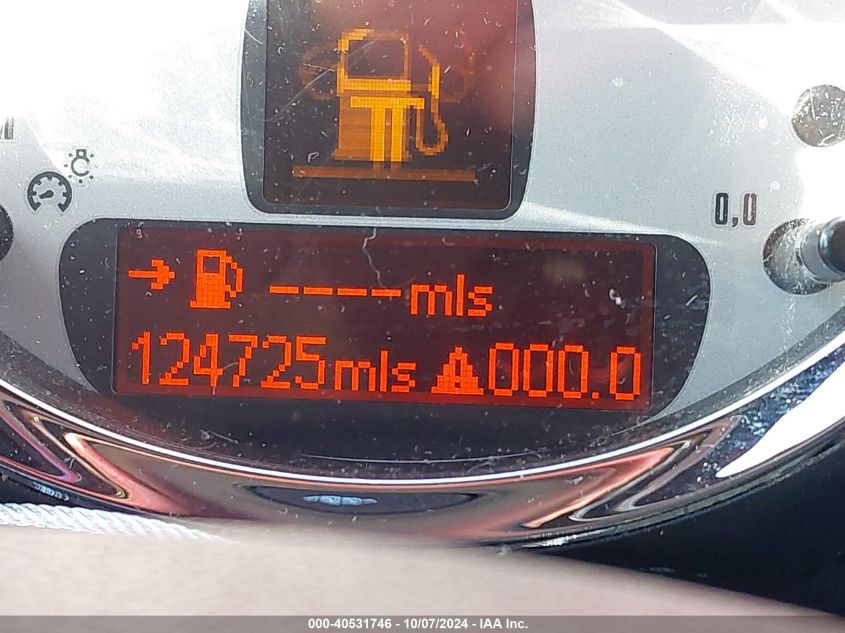 0,0
→ ----mls
124725mls 000.0
000-40531746 - 10/07/2024 - IAA Inc.